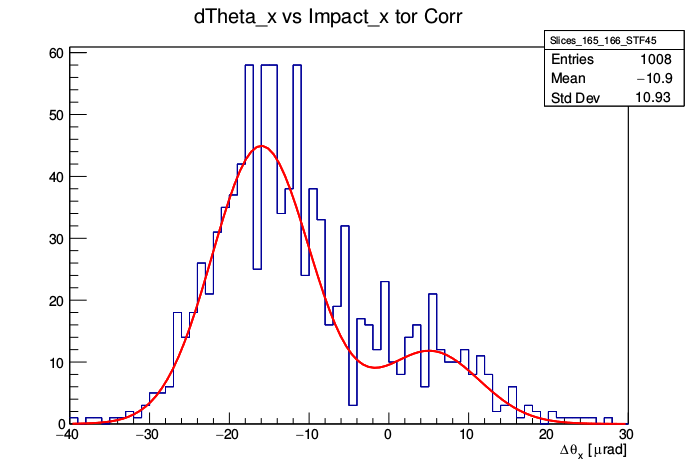 dTheta_x vs Impact_x tor Corr
Slices_165_166_STF45
Entries 1008
Mean −10.9
Std Dev 10.93
60
50
40
30
20
10
0
−40 −30 −20 −10 0 10 20 30
Δθx [μrad]